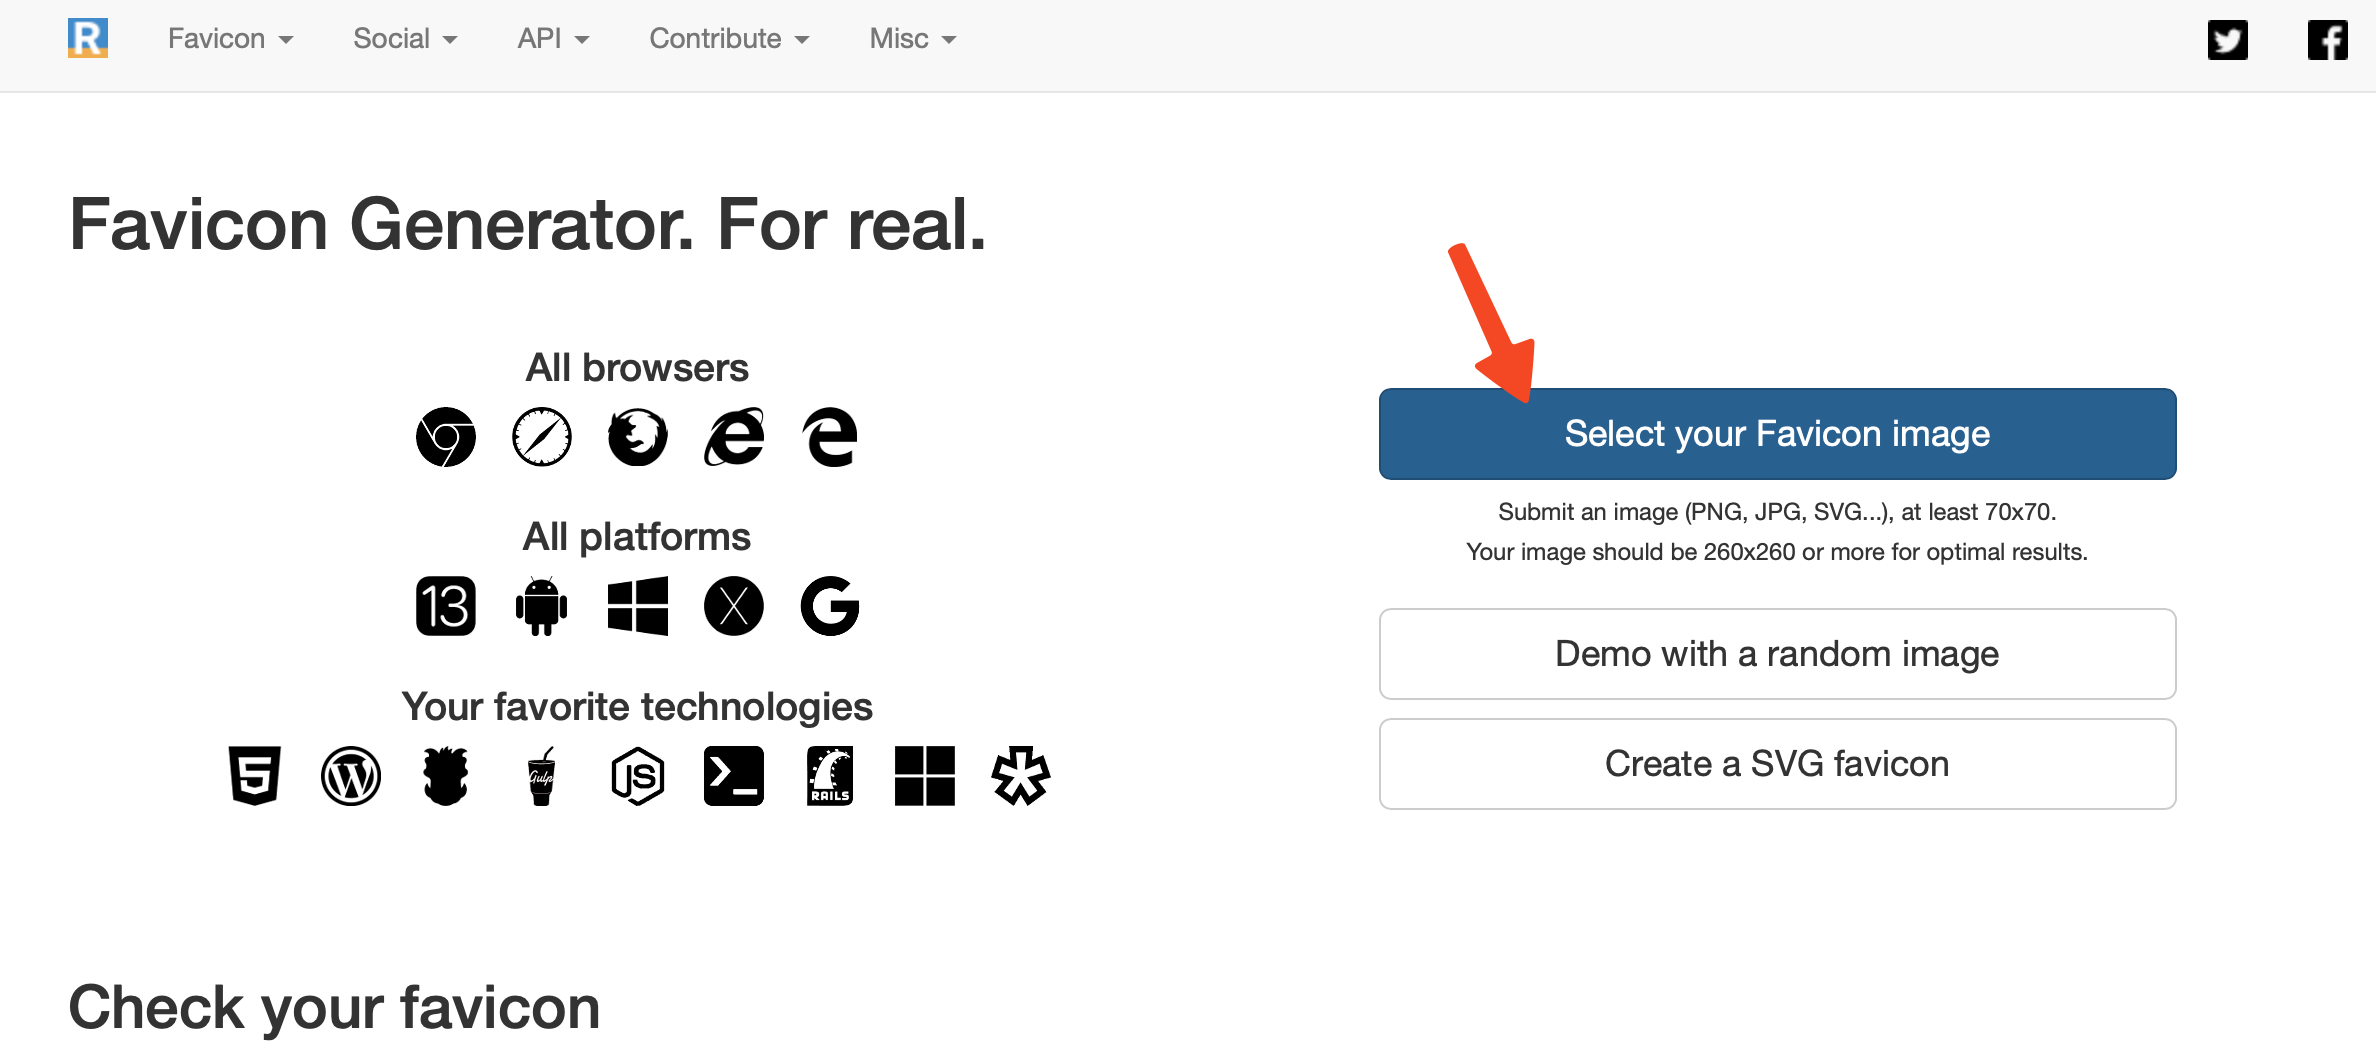 R Favicon Social API Contribute Misc
Favicon Generator. For real.
All browsers
All platforms
13 X G
Your favorite technologies
5 W Gulp JS RAILS
Select your Favicon image
Submit an image (PNG, JPG, SVG...), at least 70x70.
Your image should be 260x260 or more for optimal results.
Demo with a random image
Create a SVG favicon
Check your favicon